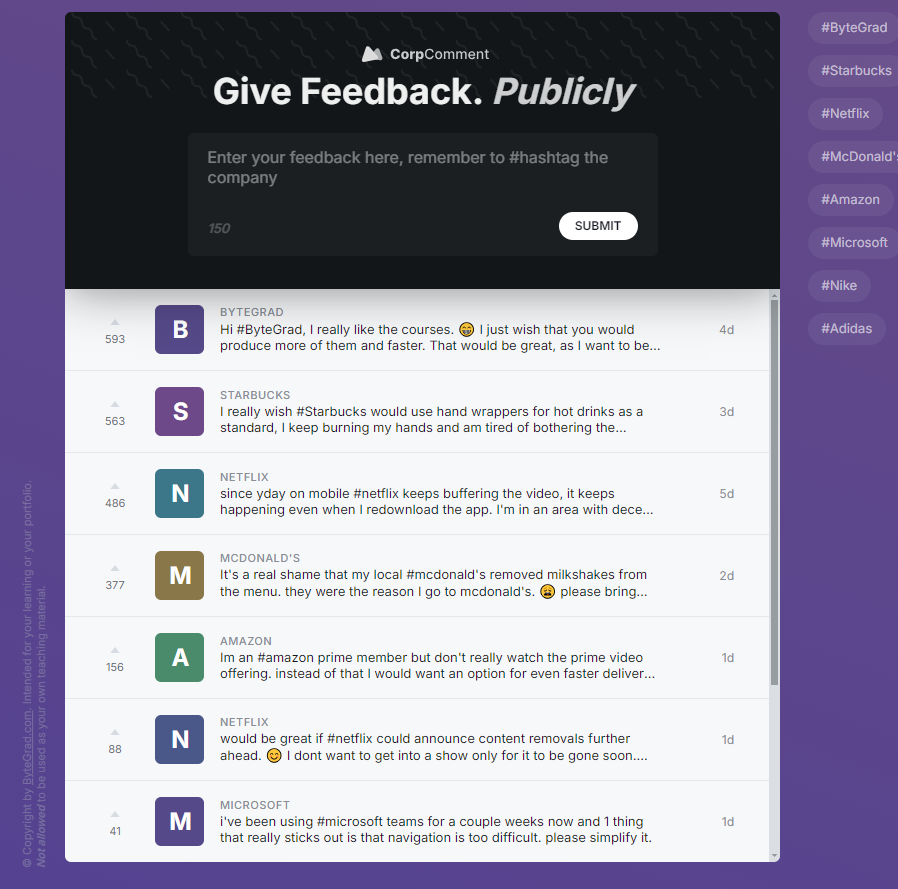 CorpComment
Give Feedback. Publicly
Enter your feedback here, remember to #hashtag the
company
150
SUBMIT
593
B
BYTEGRAD
Hi #ByteGrad, I really like the courses. 😁 I just wish that you would
produce more of them and faster. That would be great, as I want to be...
4d
563
S
STARBUCKS
I really wish #Starbucks would use hand wrappers for hot drinks as a
standard, I keep burning my hands and am tired of bothering the...
3d
486
N
NETFLIX
since yday on mobile #netflix keeps buffering the video, it keeps
happening even when I redownload the app. I'm in an area with dece...
5d
377
M
MCDONALD'S
It's a real shame that my local #mcdonald's removed milkshakes from
the menu. they were the reason I go to mcdonald's. 😩 please bring...
2d
156
A
AMAZON
Im an #amazon prime member but don't really watch the prime video
offering. instead of that I would want an option for even faster deliver...
1d
88
N
NETFLIX
would be great if #netflix could announce content removals further
ahead. 😊 I dont want to get into a show only for it to be gone soon....
1d
41
M
MICROSOFT
i've been using #microsoft teams for a couple weeks now and 1 thing
that really sticks out is that navigation is too difficult. please simplify it.
1d
#ByteGrad
#Starbucks
#Netflix
#McDonald's
#Amazon
#Microsoft
#Nike
#Adidas
© Copyright by ByteGrad.com. Intended for your learning or your portfolio.
Not allowed to be used as your own teaching material.